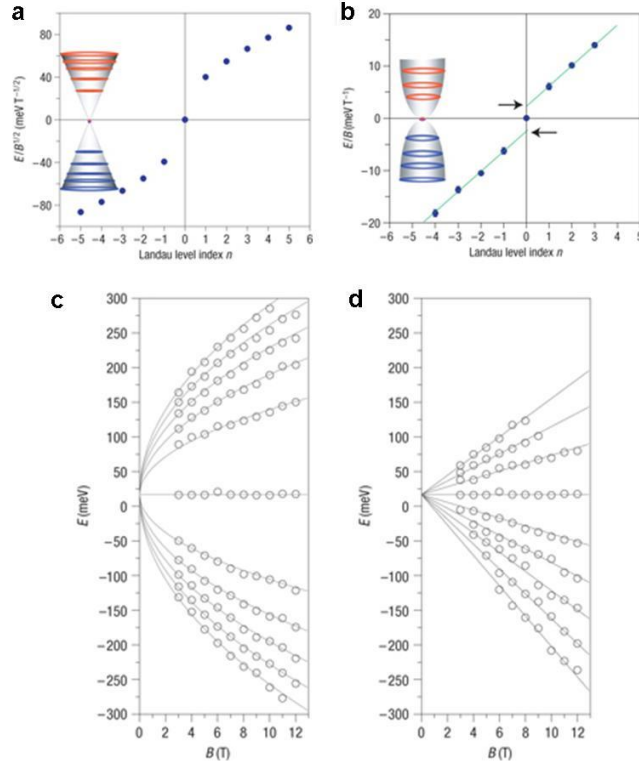 a
E/B^1/2 (meV T^−1/2)
80
40
0
−40
−80
−6 −5 −4 −3 −2 −1 0 1 2 3 4 5 6
Landau level index n
b
E/B (meV T^−1)
20
10
0
−10
−20
−5 −4 −3 −2 −1 0 1 2 3 4 5
Landau level index n
c
E (meV)
300
250
200
150
100
50
0
−50
−100
−150
−200
−250
−300
0 2 4 6 8 10 12
B (T)
d
E (meV)
300
250
200
150
100
50
0
−50
−100
−150
−200
−250
−300
0 2 4 6 8 10 12
B (T)